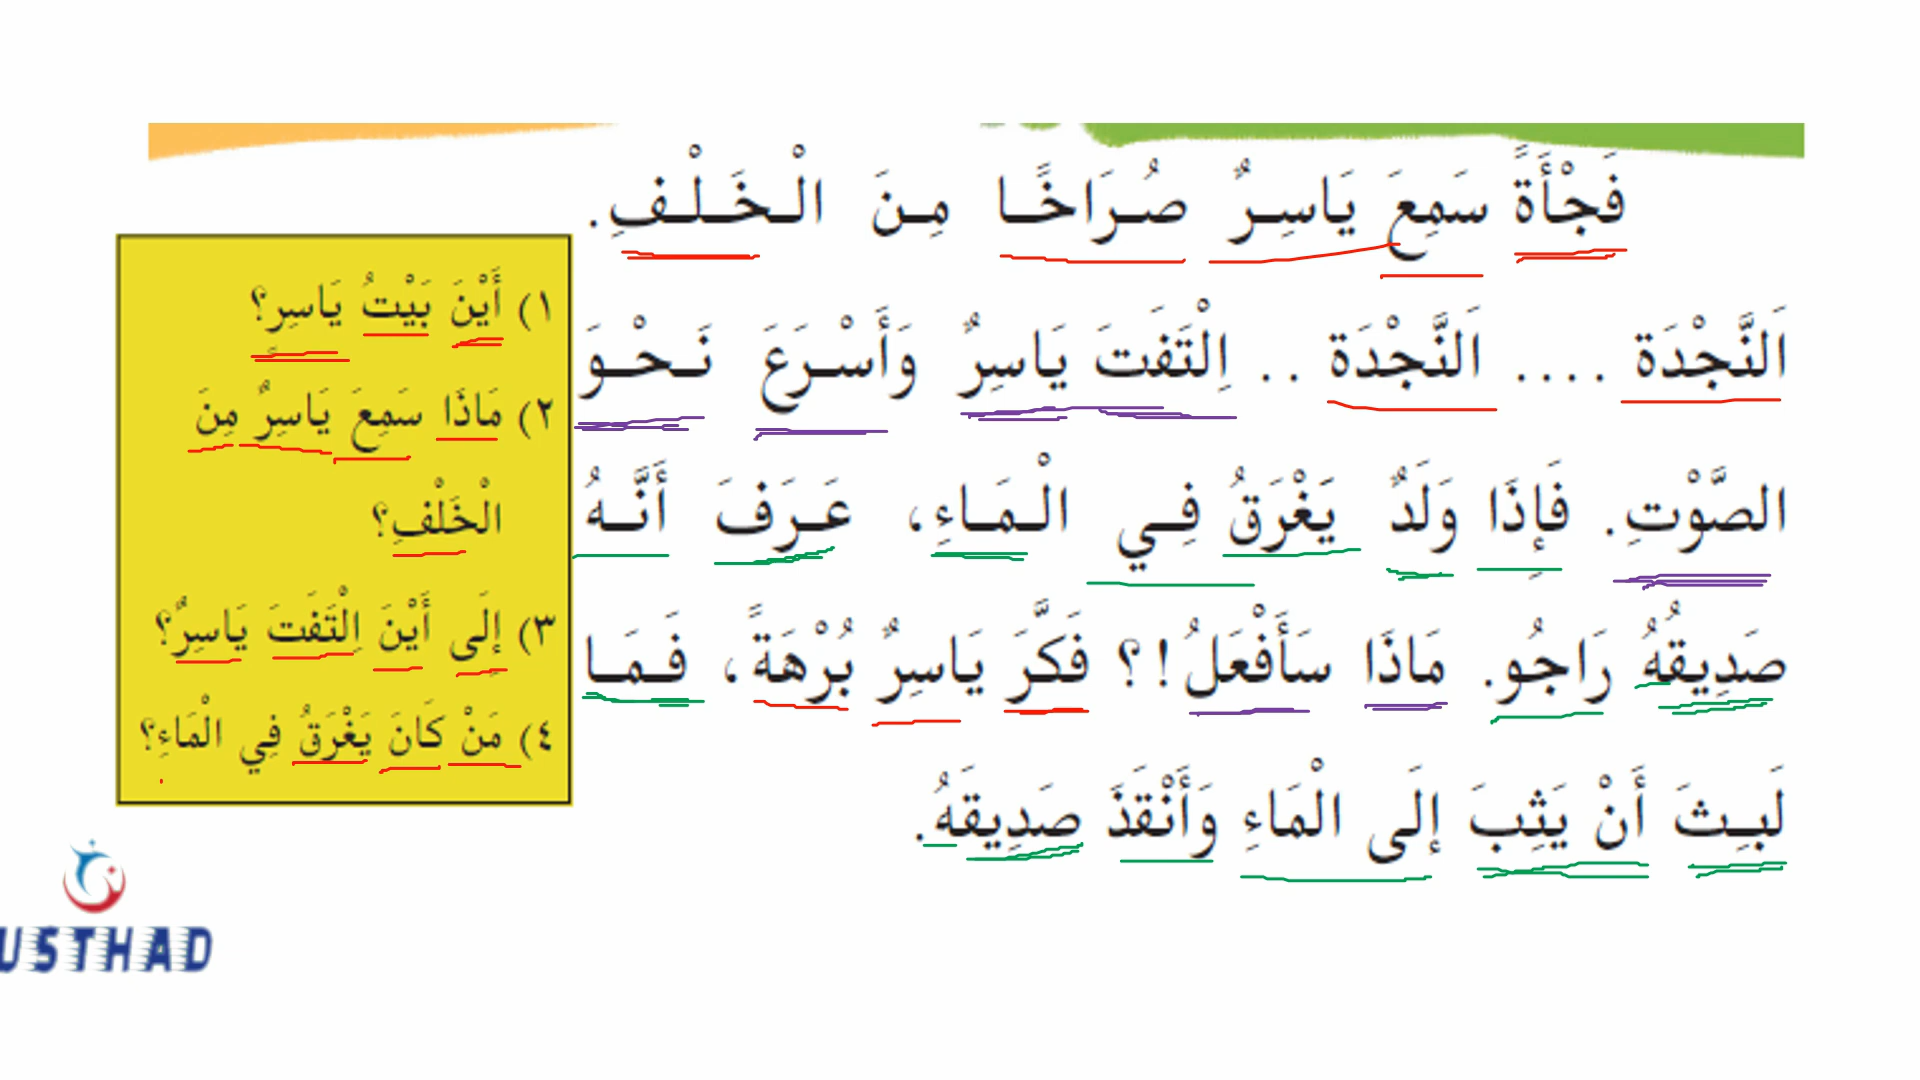 فَجْأَةً سَمِعَ يَاسِرٌ صُرَاخًا مِنَ الْخَلْفِ.
اَلنَّجْدَة .... اَلنَّجْدَة .. اِلْتَفَتَ يَاسِرٌ وَأَسْرَعَ نَحْوَ
الصَّوْتِ. فَإِذَا وَلَدٌ يَغْرَقُ فِي الْمَاءِ، عَرَفَ أَنَّهُ
صَدِيقُهُ رَاجُو. مَاذَا سَأَفْعَلُ!؟ فَكَّرَ يَاسِرٌ بُرْهَةً، فَمَا
لَبِثَ أَنْ يَثِبَ إِلَى الْمَاءِ وَأَنْقَذَ صَدِيقَهُ.
١) أَيْنَ بَيْتُ يَاسِرٍ؟
٢) مَاذَا سَمِعَ يَاسِرٌ مِنَ
الْخَلْفِ؟
٣) إِلَى أَيْنَ اِلْتَفَتَ يَاسِرٌ؟
٤) مَنْ كَانَ يَغْرَقُ فِي الْمَاءِ؟
USTHAD